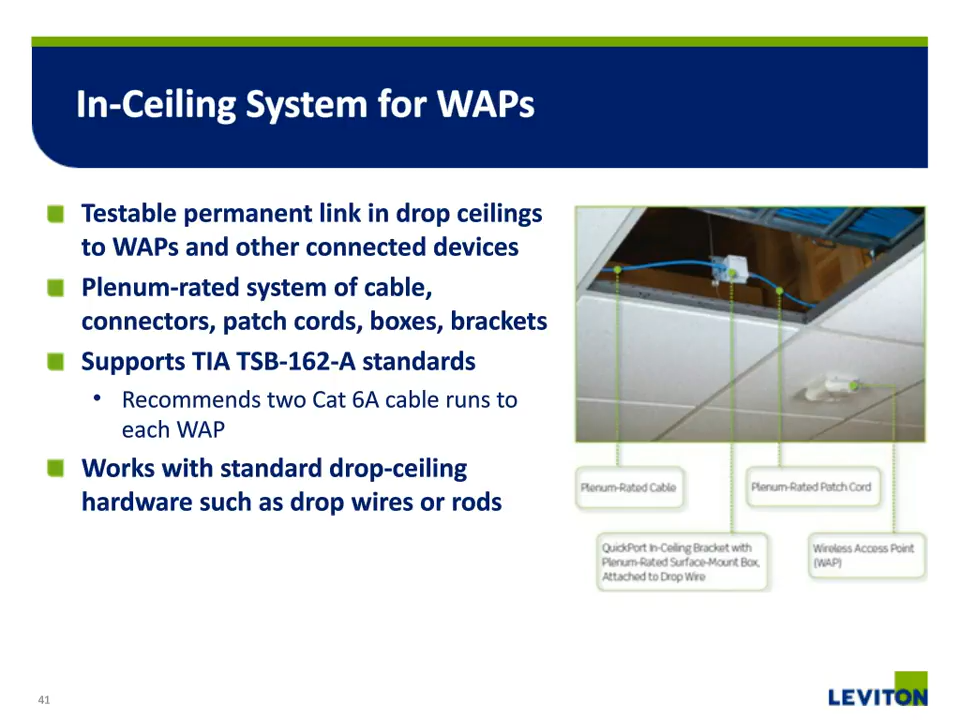 In-Ceiling System for WAPs
Testable permanent link in drop ceilings
to WAPs and other connected devices
Plenum-rated system of cable,
connectors, patch cords, boxes, brackets
Supports TIA TSB-162-A standards
• Recommends two Cat 6A cable runs to
each WAP
Works with standard drop-ceiling
hardware such as drop wires or rods
Plenum-Rated Cable
Plenum-Rated Patch Cord
QuickPort In-Ceiling Bracket with
Plenum-Rated Surface-Mount Box,
Attached to Drop Wire
Wireless Access Point
(WAP)
41
LEVITON